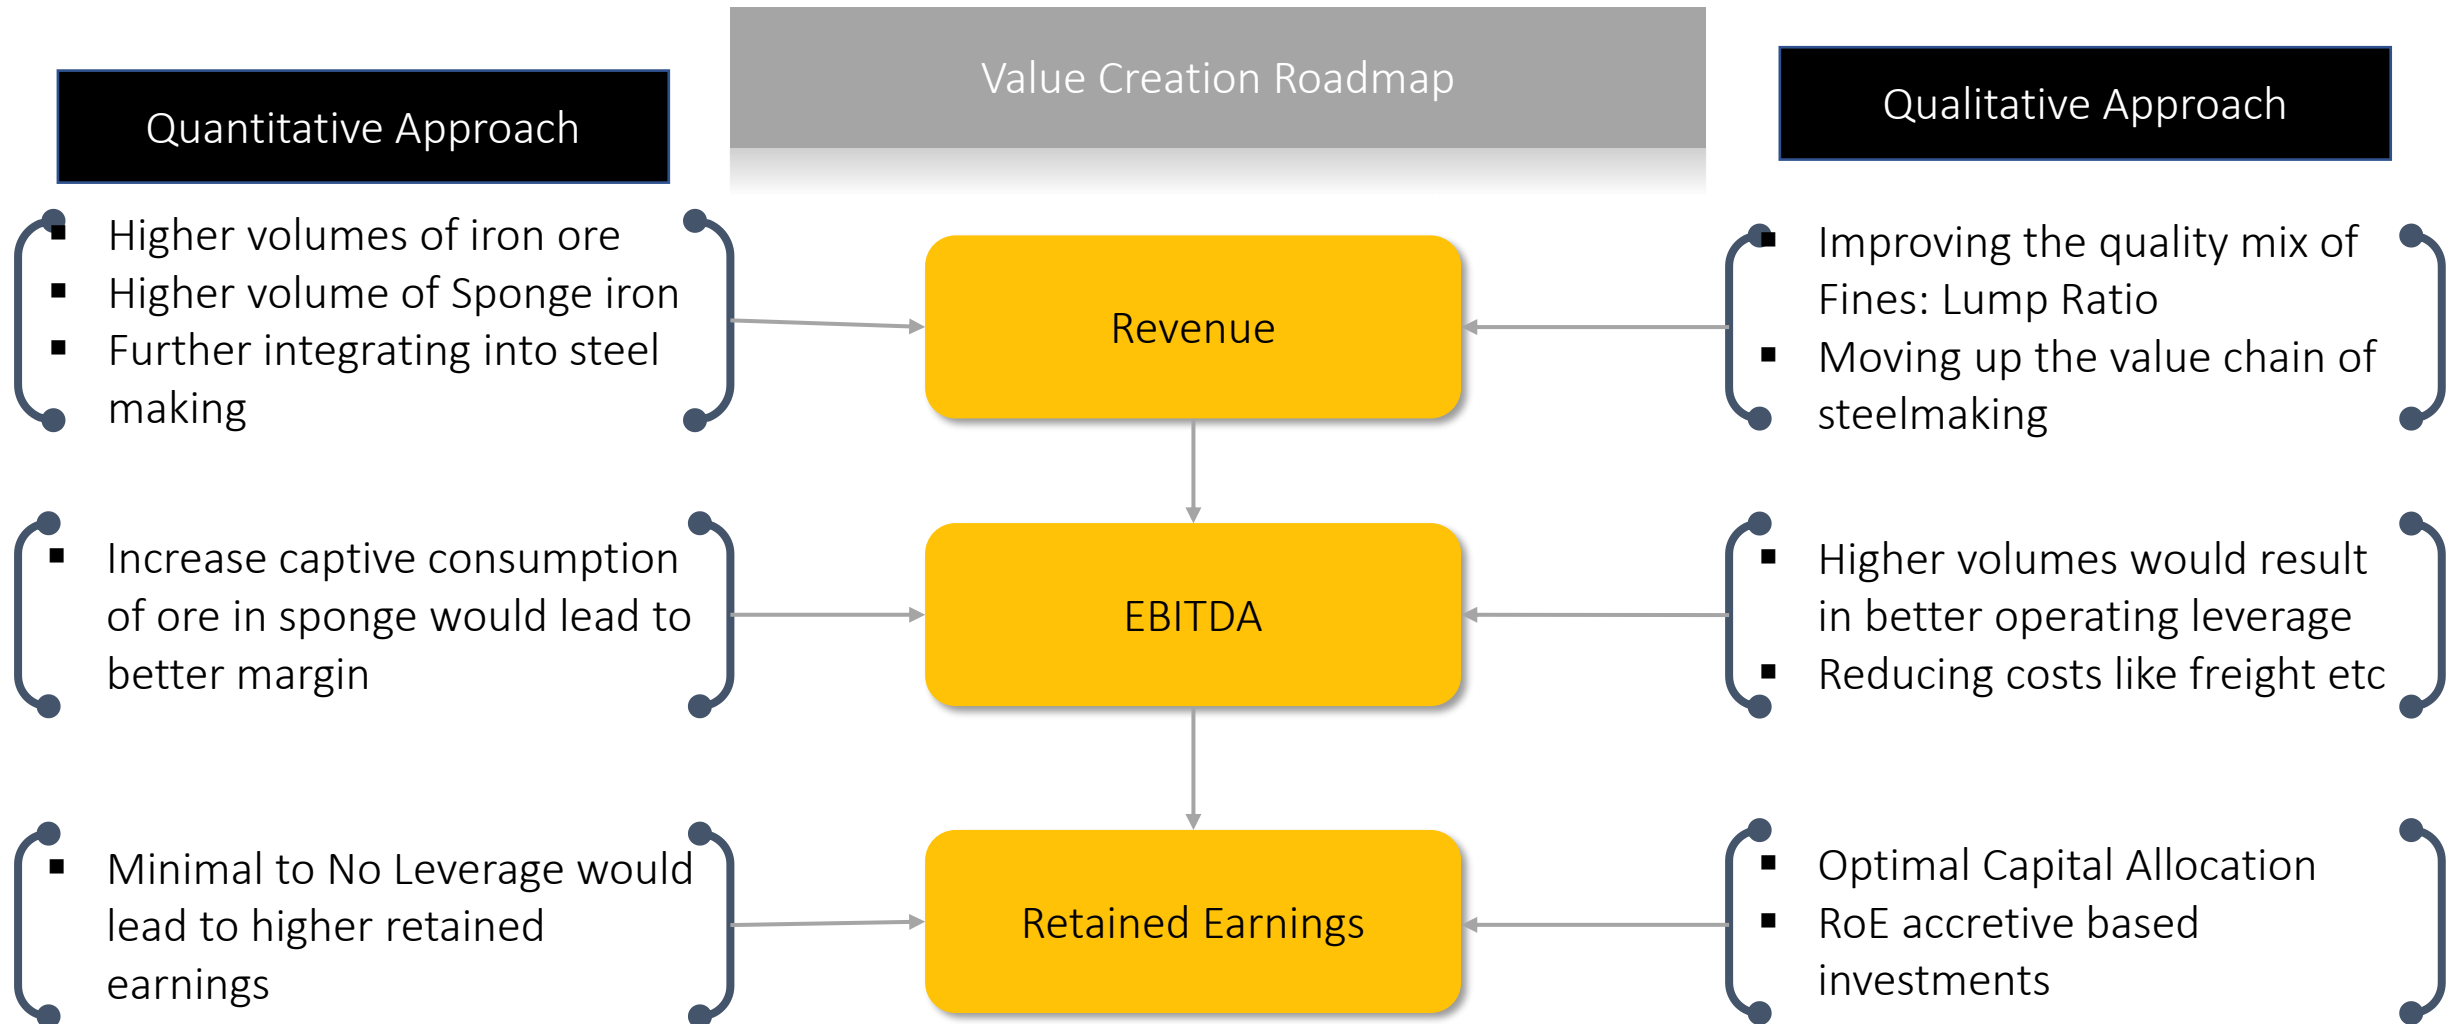 Value Creation Roadmap
Quantitative Approach
Qualitative Approach
▪ Higher volumes of iron ore
▪ Higher volume of Sponge iron
▪ Further integrating into steel
making
Revenue
▪ Improving the quality mix of
Fines: Lump Ratio
▪ Moving up the value chain of
steelmaking
▪ Increase captive consumption
of ore in sponge would lead to
better margin
EBITDA
▪ Higher volumes would result
in better operating leverage
▪ Reducing costs like freight etc
▪ Minimal to No Leverage would
lead to higher retained
earnings
Retained Earnings
▪ Optimal Capital Allocation
▪ RoE accretive based
investments